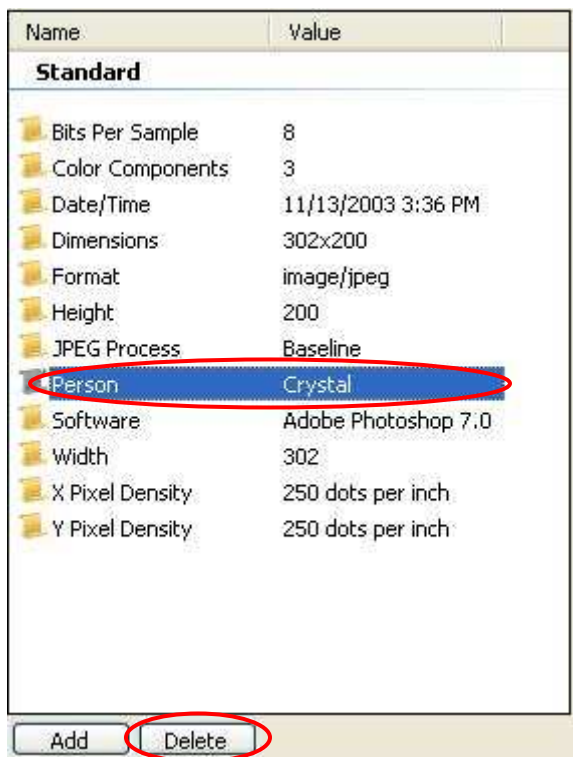 Name Value
Standard
Bits Per Sample 8
Color Components 3
Date/Time 11/13/2003 3:36 PM
Dimensions 302x200
Format image/jpeg
Height 200
JPEG Process Baseline
Person Crystal
Software Adobe Photoshop 7.0
Width 302
X Pixel Density 250 dots per inch
Y Pixel Density 250 dots per inch
Add Delete